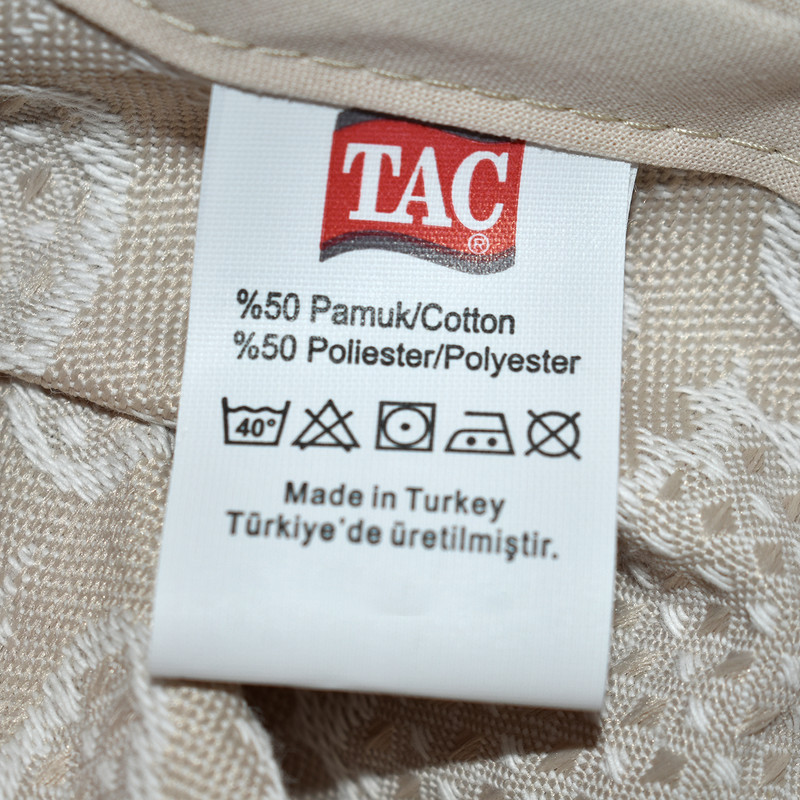 TAC
®
%50 Pamuk/Cotton
%50 Poliester/Polyester
40°
Made in Turkey
Türkiye'de üretilmiştir.